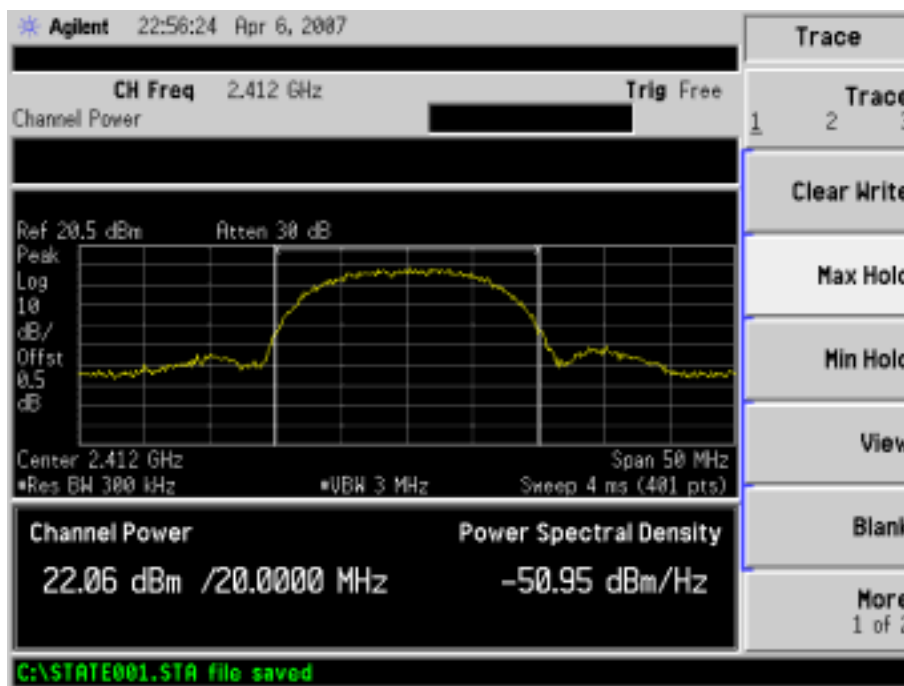 Agilent 22:56:24 Apr 6, 2007
Trace
CH Freq 2.412 GHz Trig Free
Channel Power
Trace
1 2
Clear Write
Max Hold
Min Hold
View
Blank
More
1 of 2
Ref 20.5 dBm Atten 30 dB
Peak
Log
10
dB/
Offst
0.5
dB
Center 2.412 GHz Span 50 MHz
*Res BW 300 kHz *VBW 3 MHz Sweep 4 ms (401 pts)
Channel Power Power Spectral Density
22.06 dBm /20.0000 MHz -50.95 dBm/Hz
C:\STATE001.STA file saved